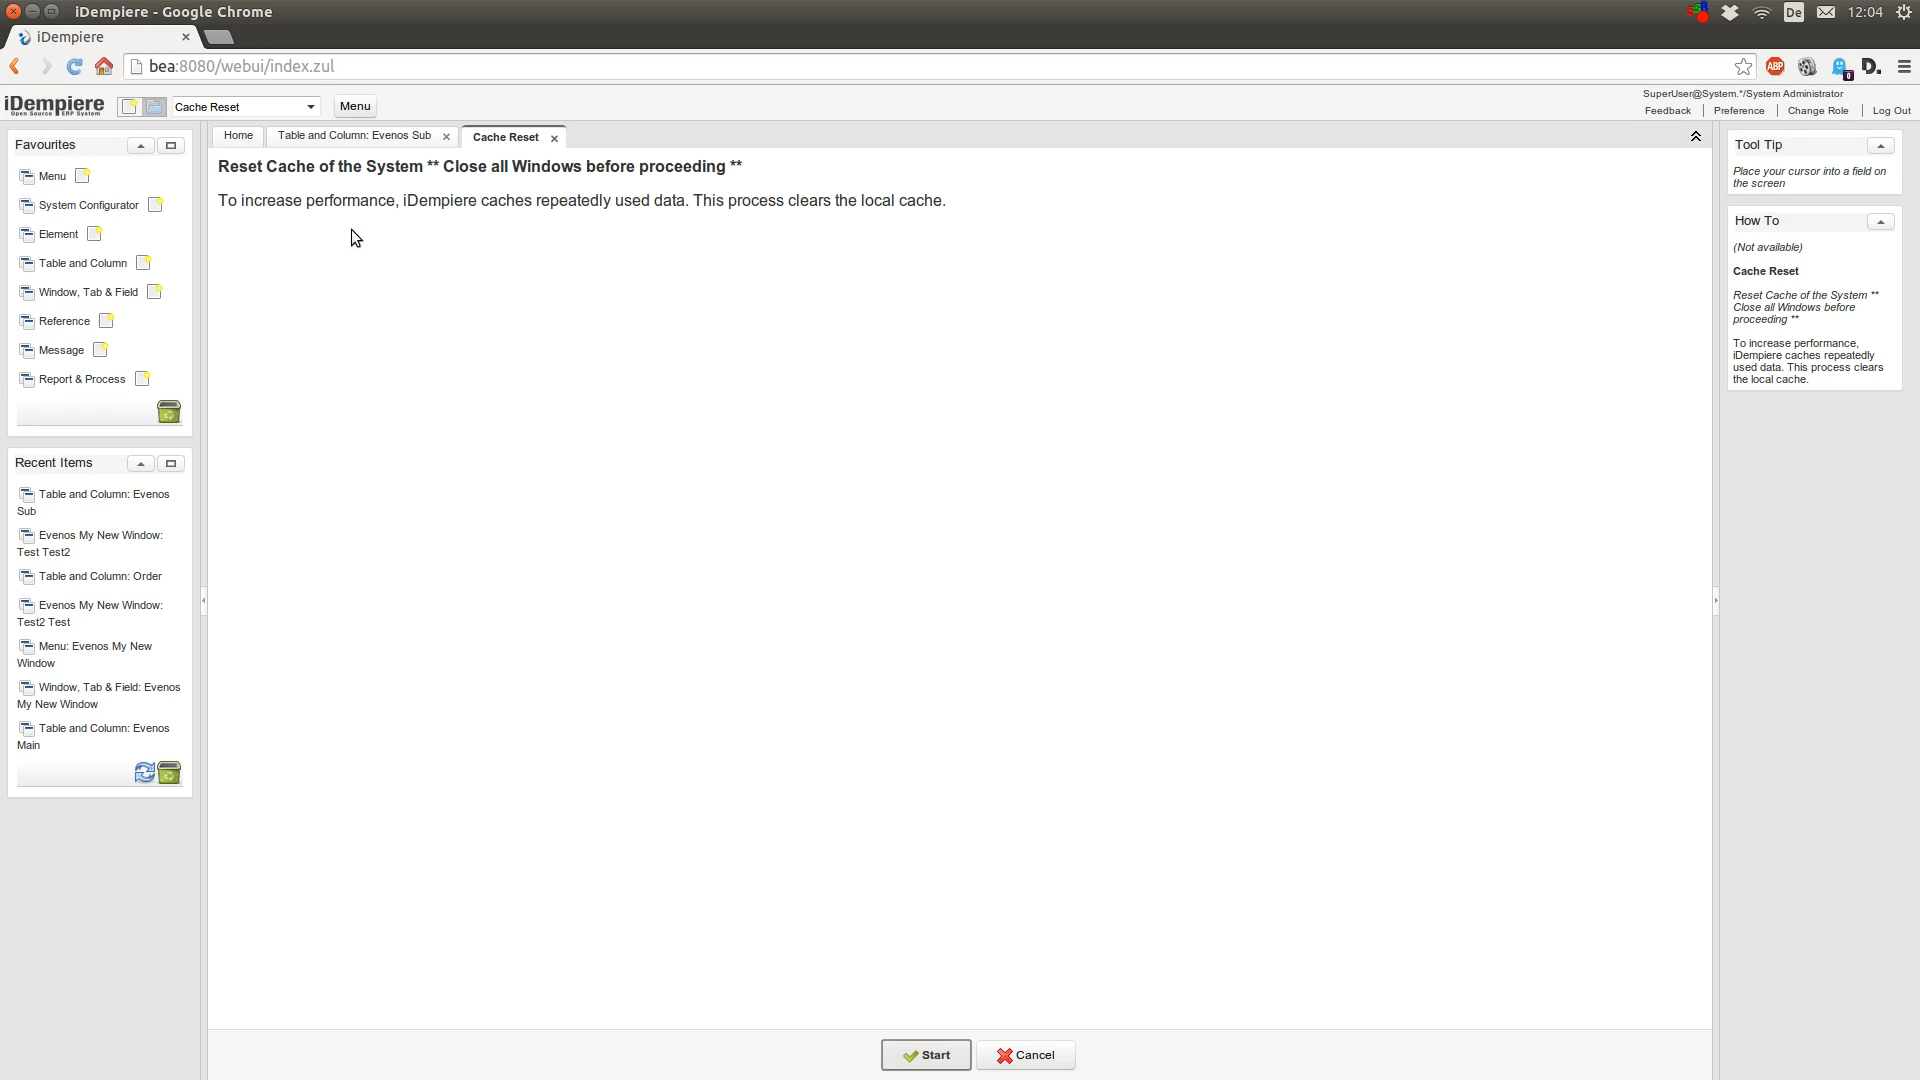 iDempiere - Google Chrome
De
12:04
iDempiere
bea:8080/webui/index.zul
ABP
0
D.
iDempiere
Open Source ERP System
Cache Reset
Menu
SuperUser@System.*/System Administrator
Feedback
Preference
Change Role
Log Out
Favourites
Menu
System Configurator
Element
Table and Column
Window, Tab & Field
Reference
Message
Report & Process
Recent Items
Table and Column: Evenos
Sub
Evenos My New Window:
Test Test2
Table and Column: Order
Evenos My New Window:
Test2 Test
Menu: Evenos My New
Window
Window, Tab & Field: Evenos
My New Window
Table and Column: Evenos
Main
Home
Table and Column: Evenos Sub
Cache Reset
Reset Cache of the System ** Close all Windows before proceeding **
To increase performance, iDempiere caches repeatedly used data. This process clears the local cache.
Start
Cancel
Tool Tip
Place your cursor into a field on
the screen
How To
(Not available)
Cache Reset
Reset Cache of the System **
Close all Windows before
proceeding **
To increase performance,
iDempiere caches repeatedly
used data. This process clears
the local cache.